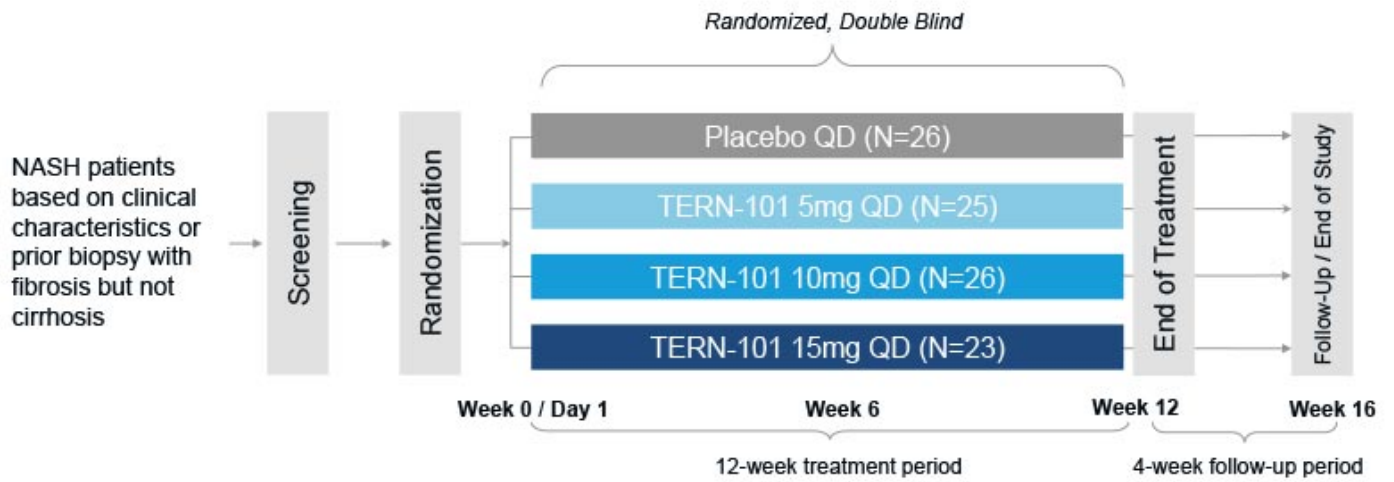 Randomized, Double Blind
NASH patients
based on clinical
characteristics or
prior biopsy with
fibrosis but not
cirrhosis
Screening
Randomization
Placebo QD (N=26)
TERN-101 5mg QD (N=25)
TERN-101 10mg QD (N=26)
TERN-101 15mg QD (N=23)
End of Treatment
Follow-Up / End of Study
Week 0 / Day 1
Week 6
Week 12
Week 16
12-week treatment period
4-week follow-up period